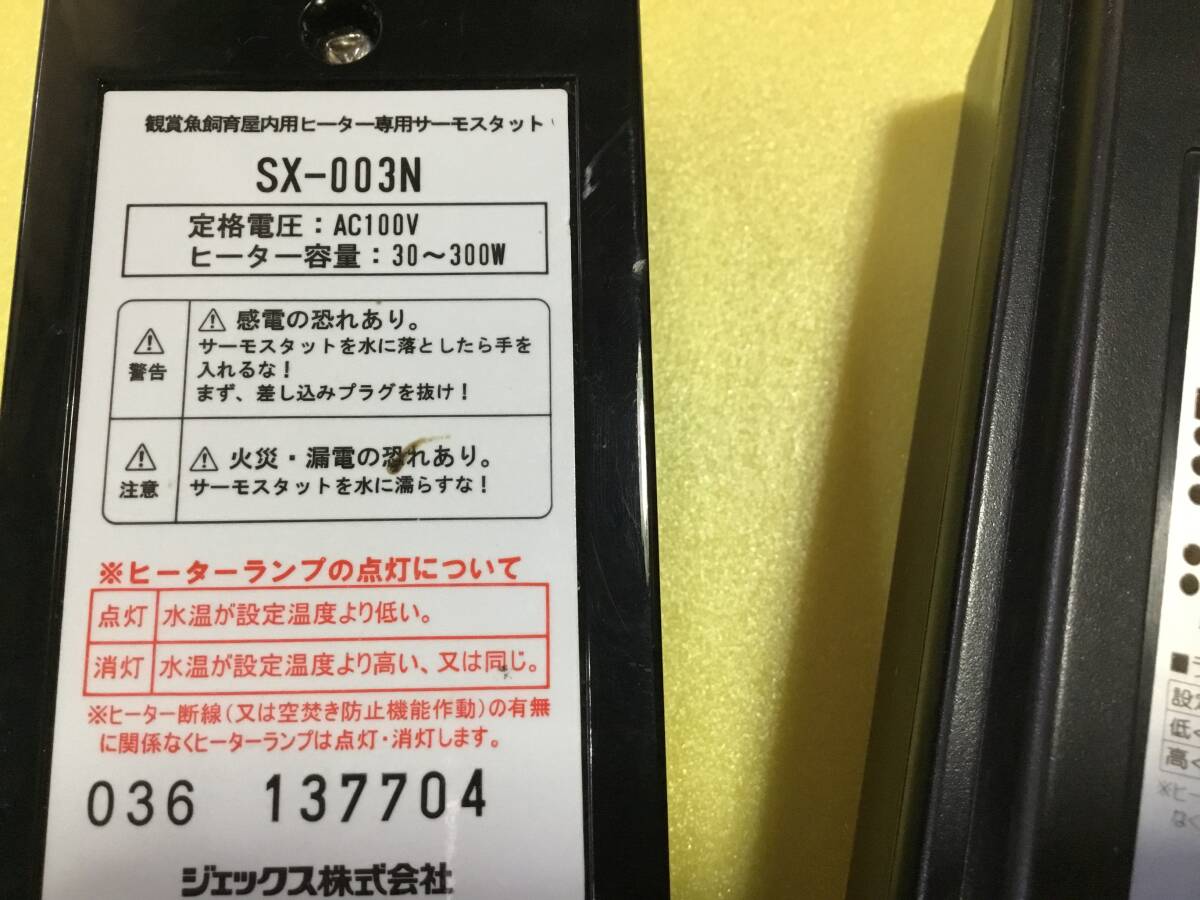 観賞魚飼育屋内用ヒーター専用サーモスタット
SX-003N
定格電圧：AC100V
ヒーター容量：30～300W
警告
⚠ 感電の恐れあり。
サーモスタットを水に落としたら手を
入れるな！
まず、差し込みプラグを抜け！
注意
⚠ 火災・漏電の恐れあり。
サーモスタットを水に濡らすな！
※ヒーターランプの点灯について
点灯 水温が設定温度より低い。
消灯 水温が設定温度より高い、又は同じ。
※ヒーター断線（又は空焚き防止機能作動）の有無
に関係なくヒーターランプは点灯・消灯します。
036 137704
ジェックス株式会社
設
低く
高く
※ヒー
なく